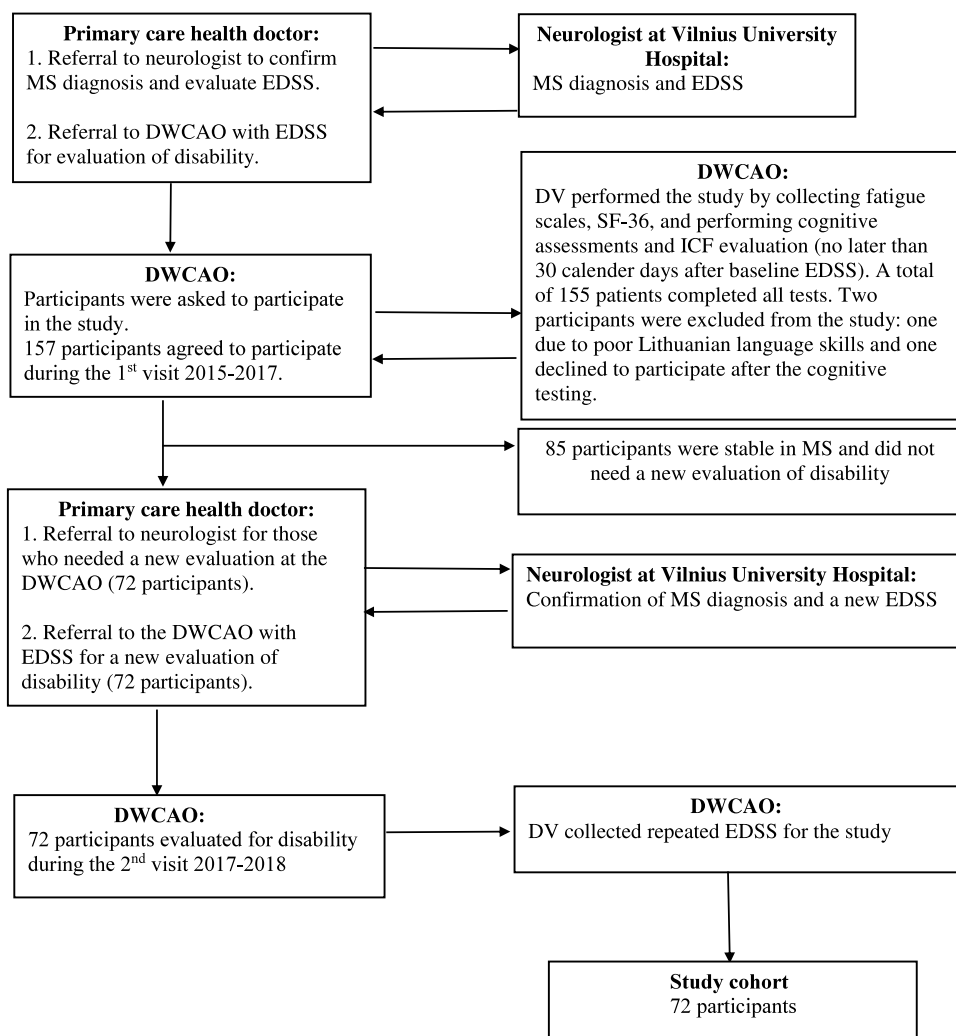 Primary care health doctor:
1. Referral to neurologist to confirm
MS diagnosis and evaluate EDSS.
2. Referral to DWCAO with EDSS
for evaluation of disability.
Neurologist at Vilnius University
Hospital:
MS diagnosis and EDSS
DWCAO:
DV performed the study by collecting fatigue
scales, SF-36, and performing cognitive
assessments and ICF evaluation (no later than
30 calender days after baseline EDSS). A total
of 155 patients completed all tests. Two
participants were excluded from the study: one
due to poor Lithuanian language skills and one
declined to participate after the cognitive
testing.
DWCAO:
Participants were asked to participate
in the study.
157 participants agreed to participate
during the 1st visit 2015-2017.
85 participants were stable in MS and did not
need a new evaluation of disability
Primary care health doctor:
1. Referral to neurologist for those
who needed a new evaluation at the
DWCAO (72 participants).
2. Referral to the DWCAO with
EDSS for a new evaluation of
disability (72 participants).
Neurologist at Vilnius University Hospital:
Confirmation of MS diagnosis and a new EDSS
DWCAO:
72 participants evaluated for disability
during the 2nd visit 2017-2018
DWCAO:
DV collected repeated EDSS for the study
Study cohort
72 participants